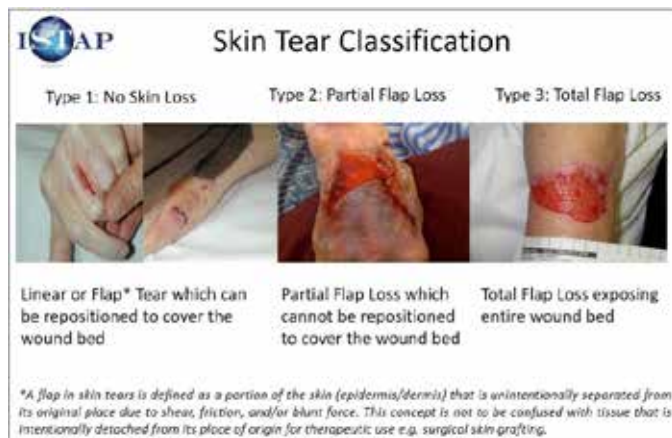 ISTAP
Skin Tear Classification
Type 1: No Skin Loss
Type 2: Partial Flap Loss
Type 3: Total Flap Loss
Linear or Flap* Tear which can
be repositioned to cover the
wound bed
Partial Flap Loss which
cannot be repositioned
to cover the wound bed
Total Flap Loss exposing
entire wound bed
*A flap in skin tears is defined as a portion of the skin (epidermis/dermis) that is unintentionally separated from
its original place due to shear, friction, and/or blunt force. This concept is not to be confused with tissue that is
intentionally detached from its place of origin for therapeutic use e.g. surgical skin grafting.